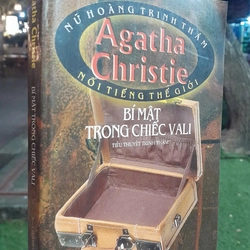 NỮ HOÀNG TRINH THÁM
Agatha
Christie
NỔI TIẾNG THẾ GIỚI
BÍ MẬT
TRONG CHIẾC VALI
TIỂU THUYẾT TRINH THÁM
BÍ MẬT TRONG CHIẾC VALI